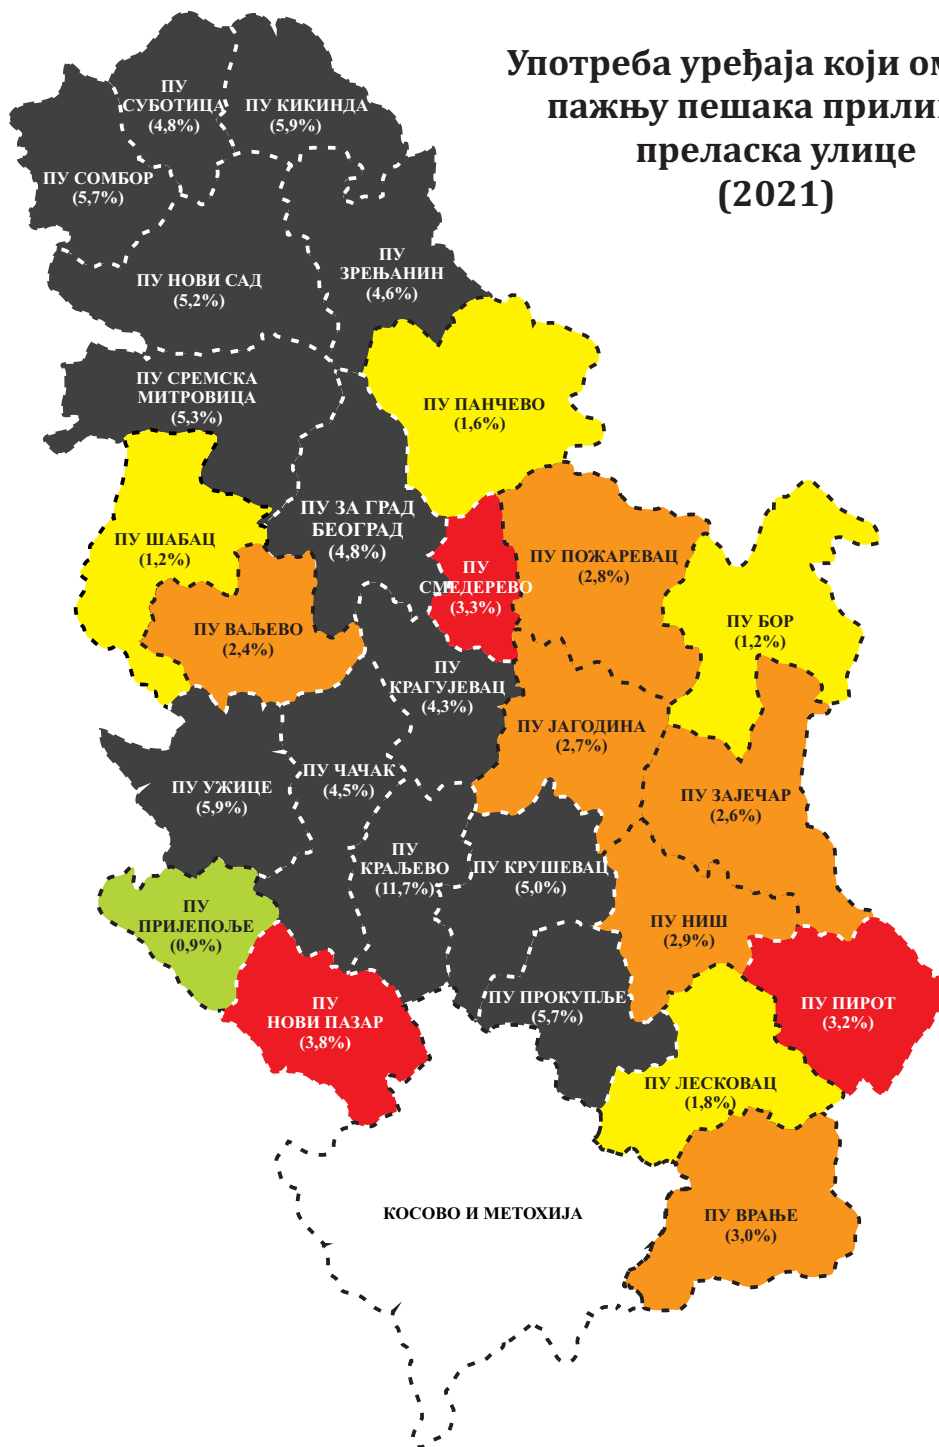 Употреба уређаја који
пажњу пешака
преласка улице
(2021)
ПУ
СУБОТИЦА
(4,8%)
ПУ КИКИНДА
(5,9%)
ПУ СОМБОР
(5,7%)
ПУ НОВИ САД
(5,2%)
ПУ
ЗРЕЊАНИН
(4,6%)
ПУ СРЕМСКА
МИТРОВИЦА
(5,3%)
ПУ ПАНЧЕВО
(1,6%)
ПУ ЗА ГРАД
БЕОГРАД
(4,8%)
ПУ ШАБАЦ
(1,2%)
ПУ
СМЕДЕРЕВО
(3,3%)
ПУ ПОЖАРЕВАЦ
(2,8%)
ПУ ВАЉЕВО
(2,4%)
ПУ БОР
(1,2%)
ПУ
КРАГУЈЕВАЦ
(4,3%)
ПУ ЈАГОДИНА
(2,7%)
ПУ УЖИЦЕ
(5,9%)
ПУ ЧАЧАК
(4,5%)
ПУ ЗАЈЕЧАР
(2,6%)
ПУ
КРАЉЕВО
(11,7%)
ПУ КРУШЕВАЦ
(5,0%)
ПУ
ПРИЈЕПОЉЕ
(0,9%)
ПУ НИШ
(2,9%)
ПУ
НОВИ ПАЗАР
(3,8%)
ПУ ПРОКУПЉЕ
(5,7%)
ПУ ПИРОТ
(3,2%)
ПУ ЛЕСКОВАЦ
(1,8%)
КОСОВО И МЕТОХИЈА
ПУ ВРАЊЕ
(3,0%)